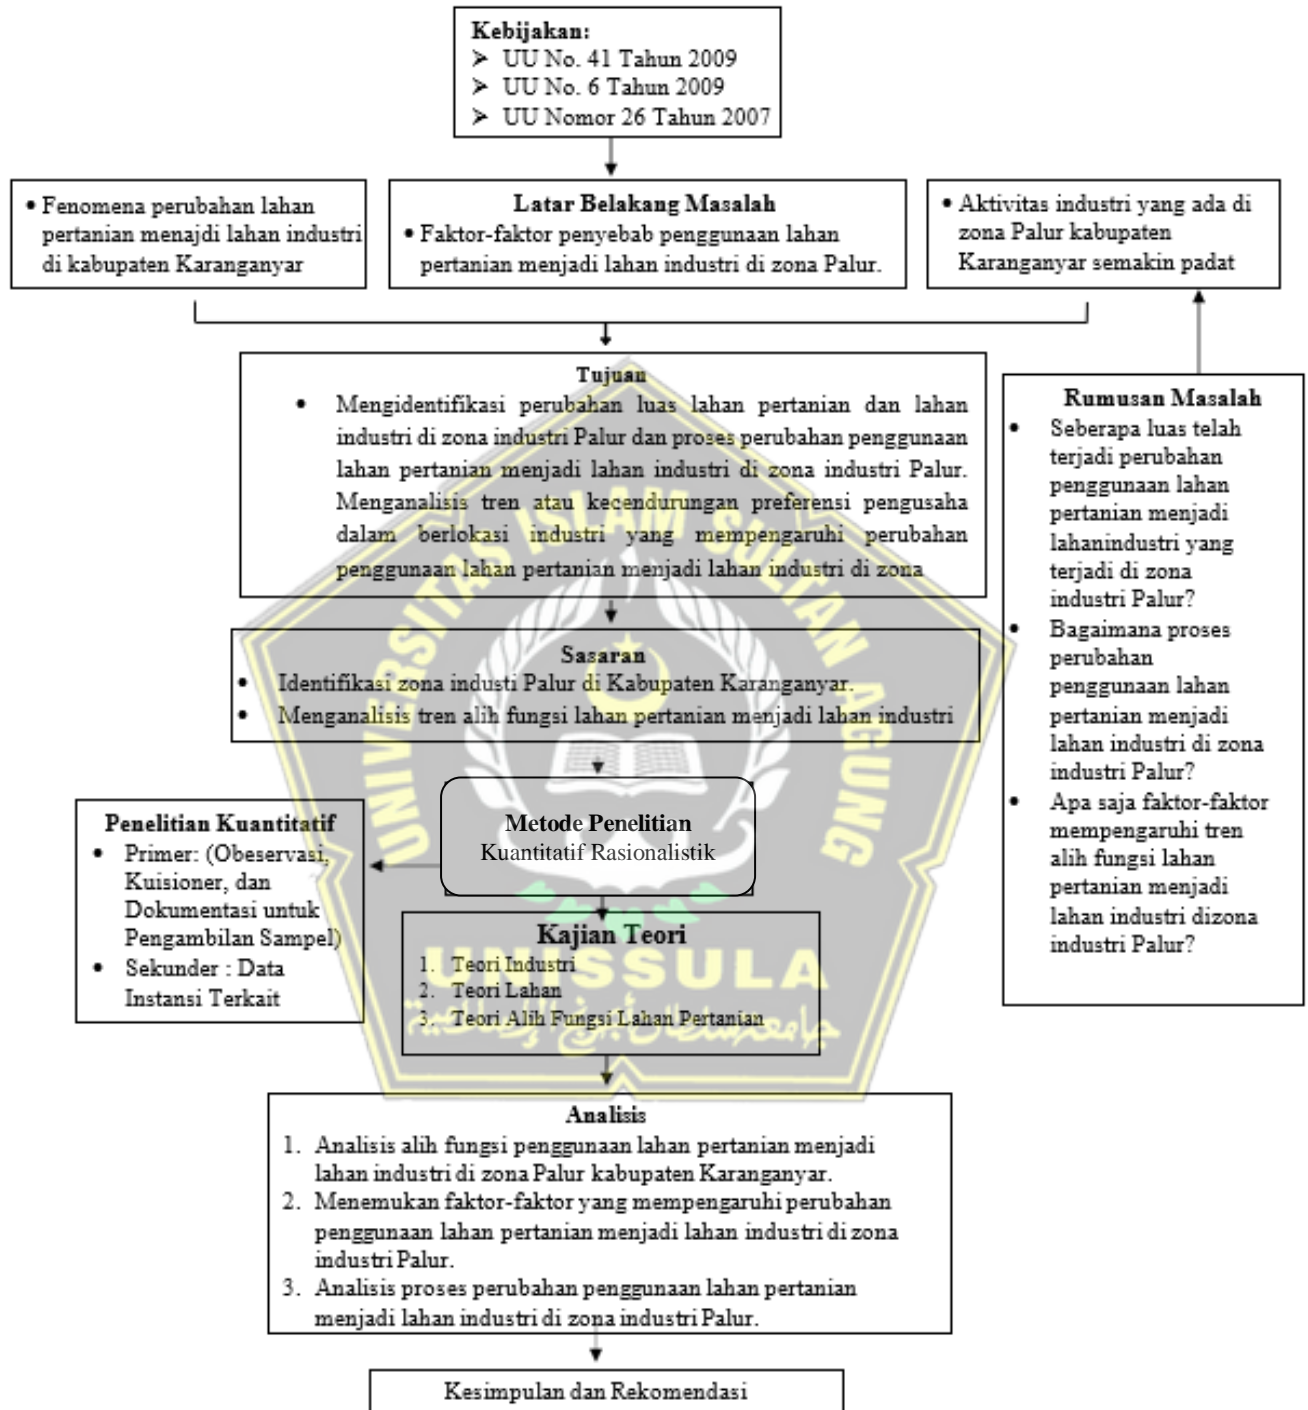 Kebijakan:
➢ UU No. 41 Tahun 2009
➢ UU No. 6 Tahun 2009
➢ UU Nomor 26 Tahun 2007
• Fenomena perubahan lahan
pertanian menajdi lahan industri
di kabupaten Karanganyar
Latar Belakang Masalah
• Faktor-faktor penyebab penggunaan lahan
pertanian menjadi lahan industri di zona Palur.
• Aktivitas industri yang ada di
zona Palur kabupaten
Karanganyar semakin padat
Tujuan
• Mengidentifikasi perubahan luas lahan pertanian dan lahan
industri di zona industri Palur dan proses perubahan penggunaan
lahan pertanian menjadi lahan industri di zona industri Palur.
Menganalisis tren atau kecendurungan preferensi pengusaha
dalam berlokasi industri yang mempengaruhi perubahan
penggunaan lahan pertanian menjadi lahan industri di zona
Rumusan Masalah
• Seberapa luas telah
terjadi perubahan
penggunaan lahan
pertanian menjadi
lahanindustri yang
terjadi di zona
industri Palur?
• Bagaimana proses
perubahan
penggunaan lahan
pertanian menjadi
lahan industri di zona
industri Palur?
• Apa saja faktor-faktor
mempengaruhi tren
alih fungsi lahan
pertanian menjadi
lahan industri dizona
industri Palur?
Sasaran
• Identifikasi zona industi Palur di Kabupaten Karanganyar.
• Menganalisis tren alih fungsi lahan pertanian menjadi lahan industri
Metode Penelitian
Kuantitatif Rasionalistik
Penelitian Kuantitatif
• Primer: (Obeservasi,
Kuisioner, dan
Dokumentasi untuk
Pengambilan Sampel)
• Sekunder : Data
Instansi Terkait
Kajian Teori
1. Teori Industri
2. Teori Lahan
3. Teori Alih Fungsi Lahan Pertanian
Analisis
1. Analisis alih fungsi penggunaan lahan pertanian menjadi
lahan industri di zona Palur kabupaten Karanganyar.
2. Menemukan faktor-faktor yang mempengaruhi perubahan
penggunaan lahan pertanian menjadi lahan industri di zona
industri Palur.
3. Analisis proses perubahan penggunaan lahan pertanian
menjadi lahan industri di zona industri Palur.
Kesimpulan dan Rekomendasi
UNIVERSITAS ISLAM SULTAN AGUNG
UNISSULA
جامعة سلطان أجونج الإسلامية